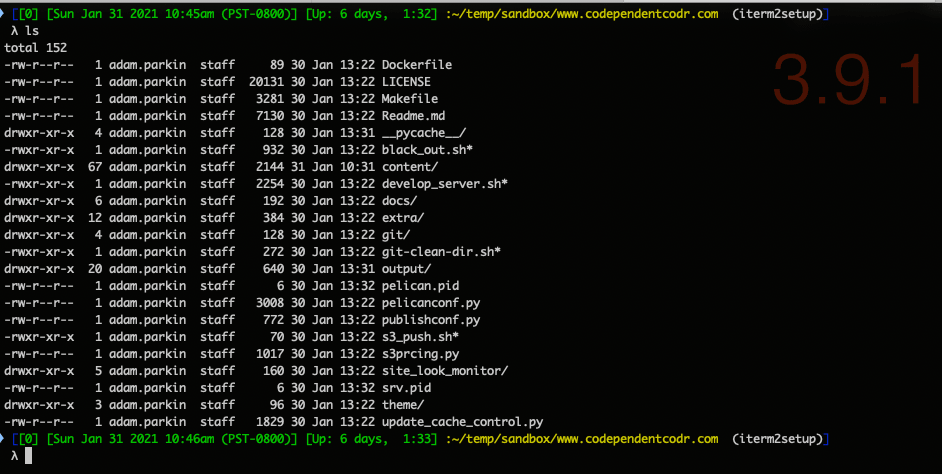 [[0] [Sun Jan 31 2021 10:45am (PST-0800)] [Up: 6 days,  1:32] :~/temp/sandbox/www.codependentcodr.com  (iterm2setup)]
λ ls
total 152
-rw-r--r--   1 adam.parkin  staff     89 30 Jan 13:22 Dockerfile
-rw-r--r--   1 adam.parkin  staff  20131 30 Jan 13:22 LICENSE
-rw-r--r--   1 adam.parkin  staff   3281 30 Jan 13:22 Makefile
-rw-r--r--   1 adam.parkin  staff   7130 30 Jan 13:22 Readme.md
drwxr-xr-x   4 adam.parkin  staff    128 30 Jan 13:31 __pycache__/
-rwxr-xr-x   1 adam.parkin  staff    932 30 Jan 13:22 black_out.sh*
drwxr-xr-x  67 adam.parkin  staff   2144 31 Jan 10:31 content/
-rwxr-xr-x   1 adam.parkin  staff   2254 30 Jan 13:22 develop_server.sh*
drwxr-xr-x   6 adam.parkin  staff    192 30 Jan 13:22 docs/
drwxr-xr-x  12 adam.parkin  staff    384 30 Jan 13:22 extra/
drwxr-xr-x   4 adam.parkin  staff    128 30 Jan 13:22 git/
-rwxr-xr-x   1 adam.parkin  staff    272 30 Jan 13:22 git-clean-dir.sh*
drwxr-xr-x  20 adam.parkin  staff    640 30 Jan 13:31 output/
-rw-r--r--   1 adam.parkin  staff      6 30 Jan 13:32 pelican.pid
-rw-r--r--   1 adam.parkin  staff   3008 30 Jan 13:22 pelicanconf.py
-rw-r--r--   1 adam.parkin  staff    772 30 Jan 13:22 publishconf.py
-rwxr-xr-x   1 adam.parkin  staff     70 30 Jan 13:22 s3_push.sh*
-rw-r--r--   1 adam.parkin  staff   1017 30 Jan 13:22 s3prcing.py
drwxr-xr-x   5 adam.parkin  staff    160 30 Jan 13:22 site_look_monitor/
-rw-r--r--   1 adam.parkin  staff      6 30 Jan 13:32 srv.pid
drwxr-xr-x   3 adam.parkin  staff     96 30 Jan 13:22 theme/
-rw-r--r--   1 adam.parkin  staff   1829 30 Jan 13:22 update_cache_control.py
[[0] [Sun Jan 31 2021 10:46am (PST-0800)] [Up: 6 days,  1:33] :~/temp/sandbox/www.codependentcodr.com  (iterm2setup)]
λ
3.9.1